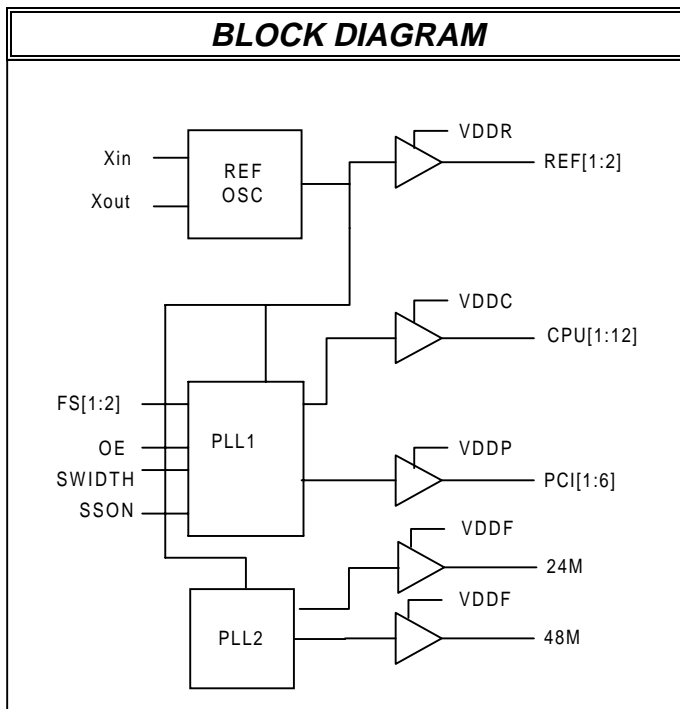 BLOCK DIAGRAM
Xin
Xout
REF
OSC
VDDR
REF[1:2]
VDDC
CPU[1:12]
FS[1:2]
OE
SWIDTH
SSON
PLL1
VDDP
PCI[1:6]
VDDF
24M
PLL2
VDDF
48M